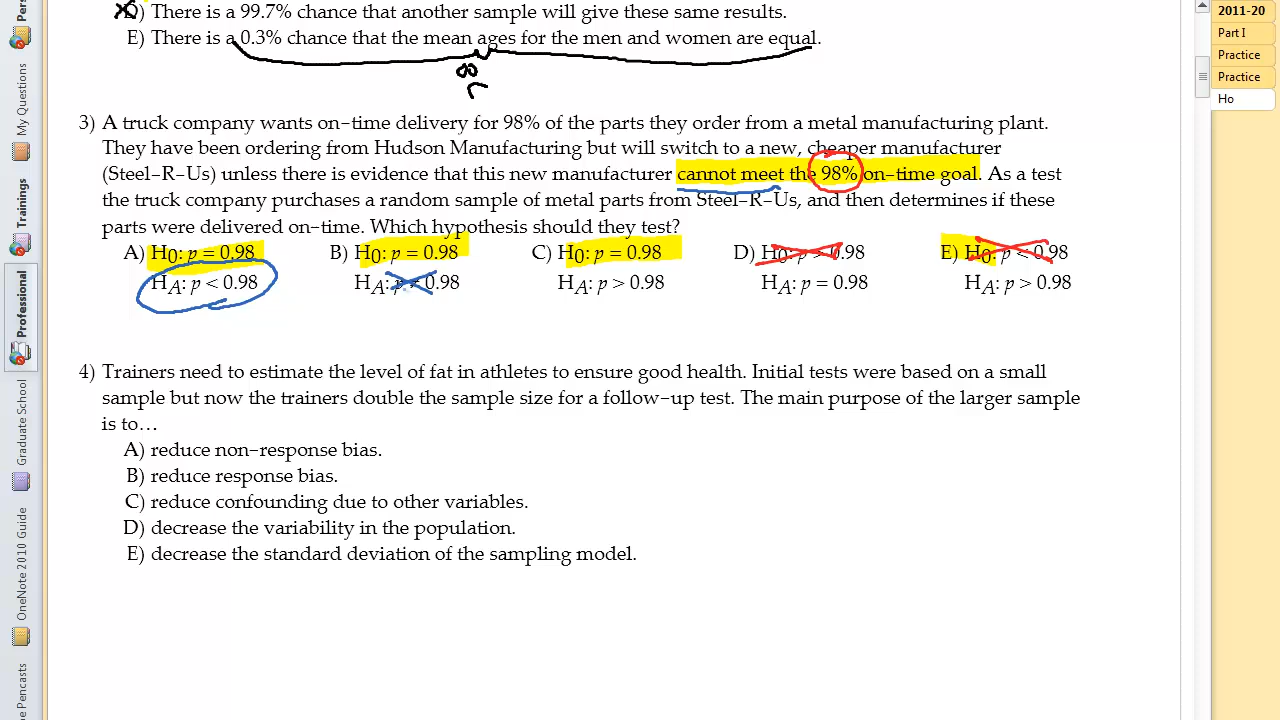 D) There is a 99.7% chance that another sample will give these same results.
E) There is a 0.3% chance that the mean ages for the men and women are equal.
3) A truck company wants on-time delivery for 98% of the parts they order from a metal manufacturing plant.
They have been ordering from Hudson Manufacturing but will switch to a new, cheaper manufacturer
(Steel-R-Us) unless there is evidence that this new manufacturer cannot meet the 98% on-time goal. As a test
the truck company purchases a random sample of metal parts from Steel-R-Us, and then determines if these
parts were delivered on-time. Which hypothesis should they test?
A) H0: p = 0.98 B) H0: p = 0.98 C) H0: p = 0.98 D) H0: p > 0.98 E) H0: p < 0.98
HA: p < 0.98 HA: p ≠ 0.98 HA: p > 0.98 HA: p = 0.98 HA: p > 0.98
4) Trainers need to estimate the level of fat in athletes to ensure good health. Initial tests were based on a small
sample but now the trainers double the sample size for a follow-up test. The main purpose of the larger sample
is to…
A) reduce non-response bias.
B) reduce response bias.
C) reduce confounding due to other variables.
D) decrease the variability in the population.
E) decrease the standard deviation of the sampling model.
Pers
My Questions
Trainings
Professional
Graduate School
OneNote 2010 Guide
ne Pencasts
2011-20
Part I
Practice
Practice
Ho